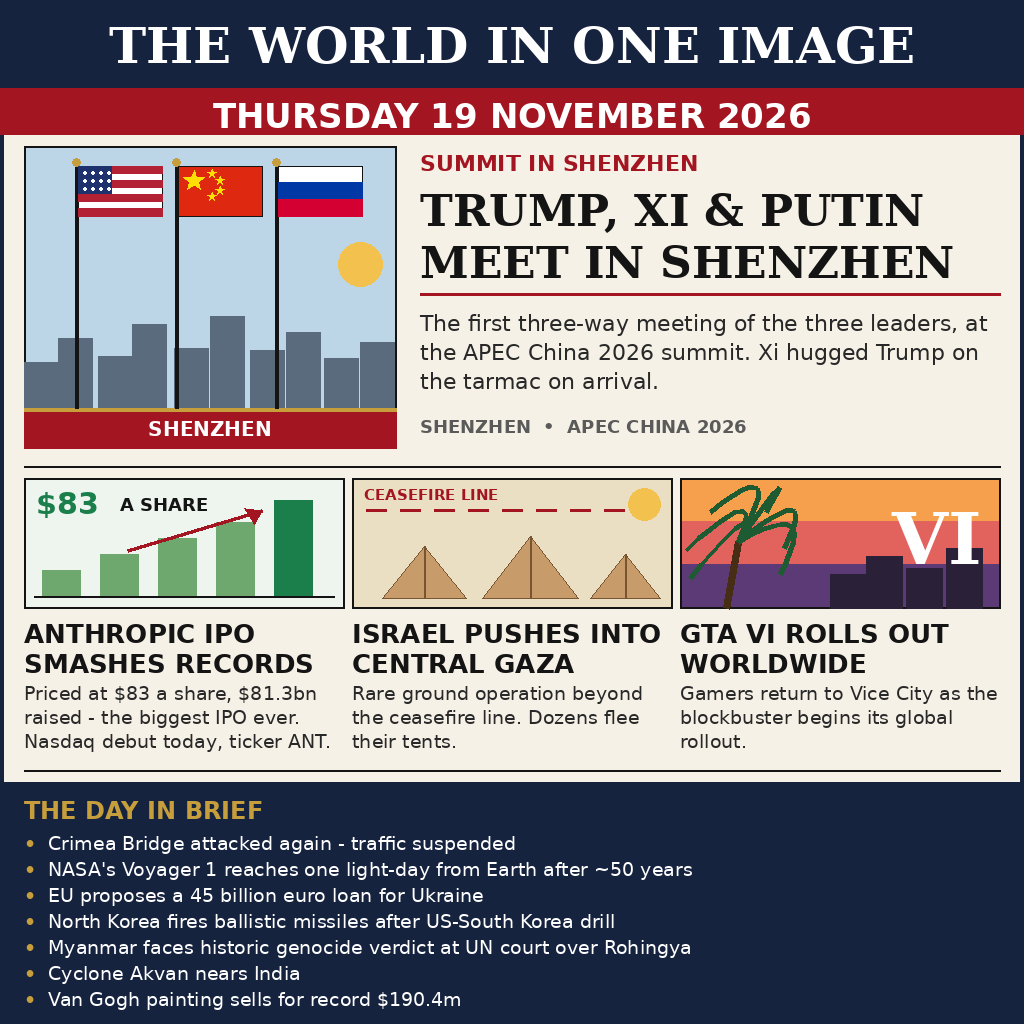 THE WORLD IN ONE IMAGE
THURSDAY 19 NOVEMBER 2026
SHENZHEN
SUMMIT IN SHENZHEN
TRUMP, XI & PUTIN
MEET IN SHENZHEN
The first three-way meeting of the three leaders, at
the APEC China 2026 summit. Xi hugged Trump on
the tarmac on arrival.
SHENZHEN • APEC CHINA 2026
$83 A SHARE
ANTHROPIC IPO
SMASHES RECORDS
Priced at $83 a share, $81.3bn
raised - the biggest IPO ever.
Nasdaq debut today, ticker ANT.
CEASEFIRE LINE
ISRAEL PUSHES INTO
CENTRAL GAZA
Rare ground operation beyond
the ceasefire line. Dozens flee
their tents.
VI
GTA VI ROLLS OUT
WORLDWIDE
Gamers return to Vice City as the
blockbuster begins its global
rollout.
THE DAY IN BRIEF
• Crimea Bridge attacked again - traffic suspended
• NASA's Voyager 1 reaches one light-day from Earth after ~50 years
• EU proposes a 45 billion euro loan for Ukraine
• North Korea fires ballistic missiles after US-South Korea drill
• Myanmar faces historic genocide verdict at UN court over Rohingya
• Cyclone Akvan nears India
• Van Gogh painting sells for record $190.4m